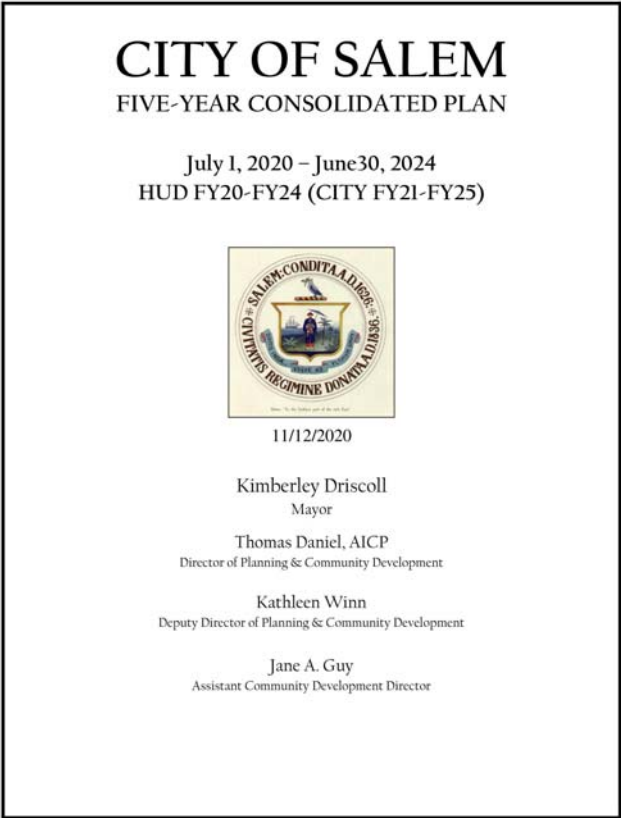 CITY OF SALEM
FIVE-YEAR CONSOLIDATED PLAN
July 1, 2020 – June30, 2024
HUD FY20-FY24 (CITY FY21-FY25)
SALEM: CONDITA A.D. 1626:
CIVITATIS REGIMINE DONATA A.D. 1836.
11/12/2020
Kimberley Driscoll
Mayor
Thomas Daniel, AICP
Director of Planning & Community Development
Kathleen Winn
Deputy Director of Planning & Community Development
Jane A. Guy
Assistant Community Development Director